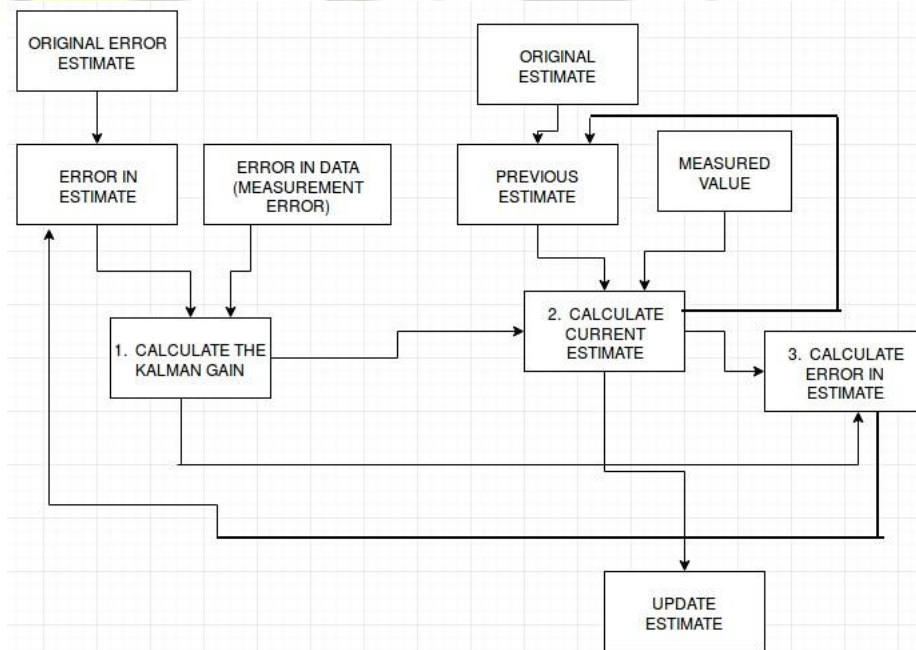 ORIGINAL ERROR
ESTIMATE
ORIGINAL
ESTIMATE
ERROR IN
ESTIMATE
ERROR IN DATA
(MEASUREMENT
ERROR)
PREVIOUS
ESTIMATE
MEASURED
VALUE
1. CALCULATE THE
KALMAN GAIN
2. CALCULATE
CURRENT
ESTIMATE
3. CALCULATE
ERROR IN
ESTIMATE
UPDATE
ESTIMATE